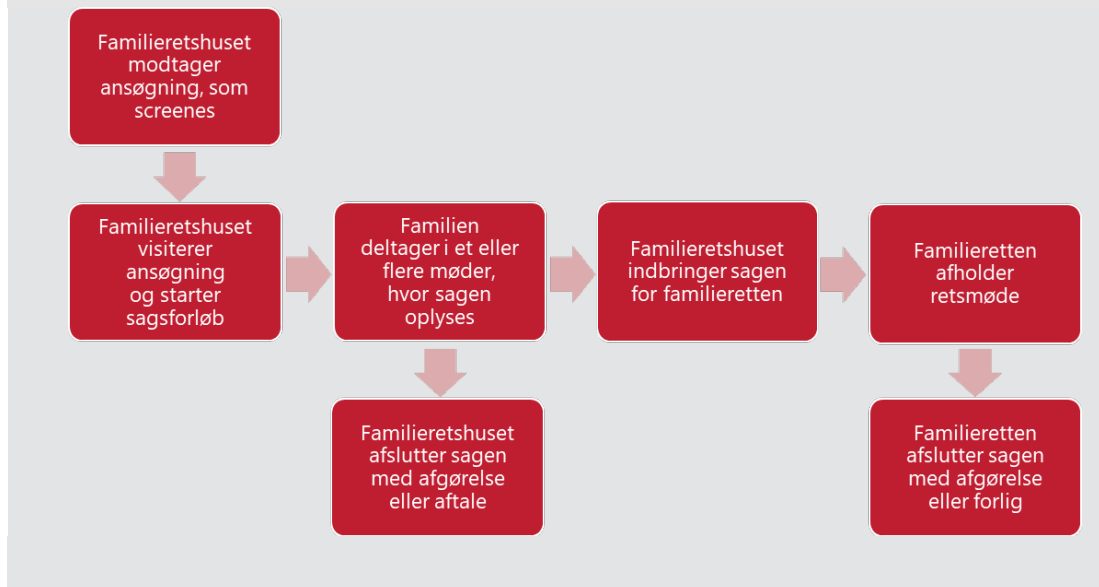 Familieretshuset
modtager
ansøgning, som
screenes
Familieretshuset
visiterer
ansøgning
og starter
sagsforløb
Familien
deltager i et eller
flere møder,
hvor sagen
oplyses
Familieretshuset
indbringer sagen
for familieretten
Familieretten
afholder
retsmøde
Familieretshuset
afslutter sagen
med afgørelse
eller aftale
Familieretten
afslutter sagen
med afgørelse
eller forlig